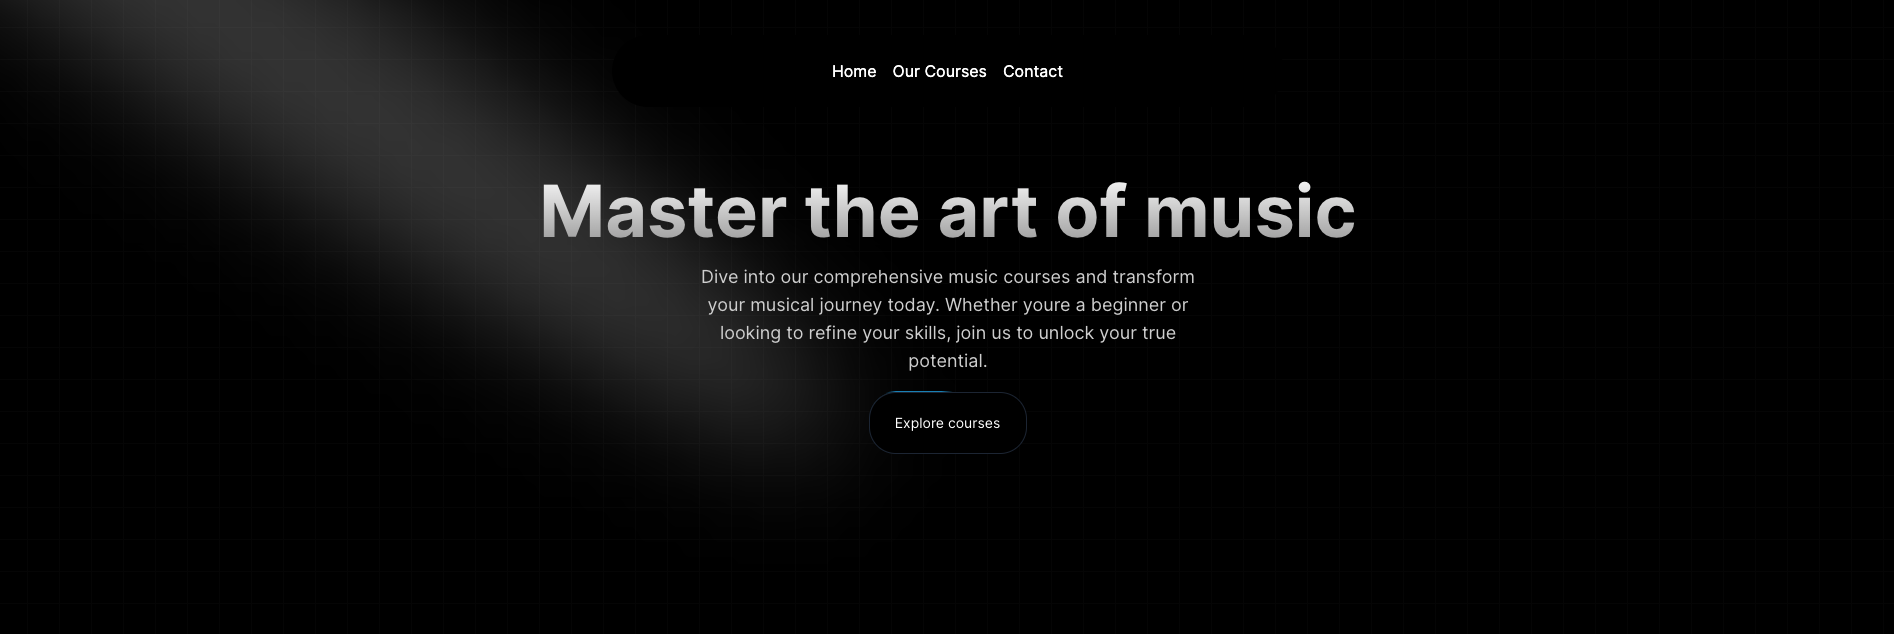 Home Our Courses Contact
Master the art of music
Dive into our comprehensive music courses and transform
your musical journey today. Whether youre a beginner or
looking to refine your skills, join us to unlock your true
potential.
Explore courses